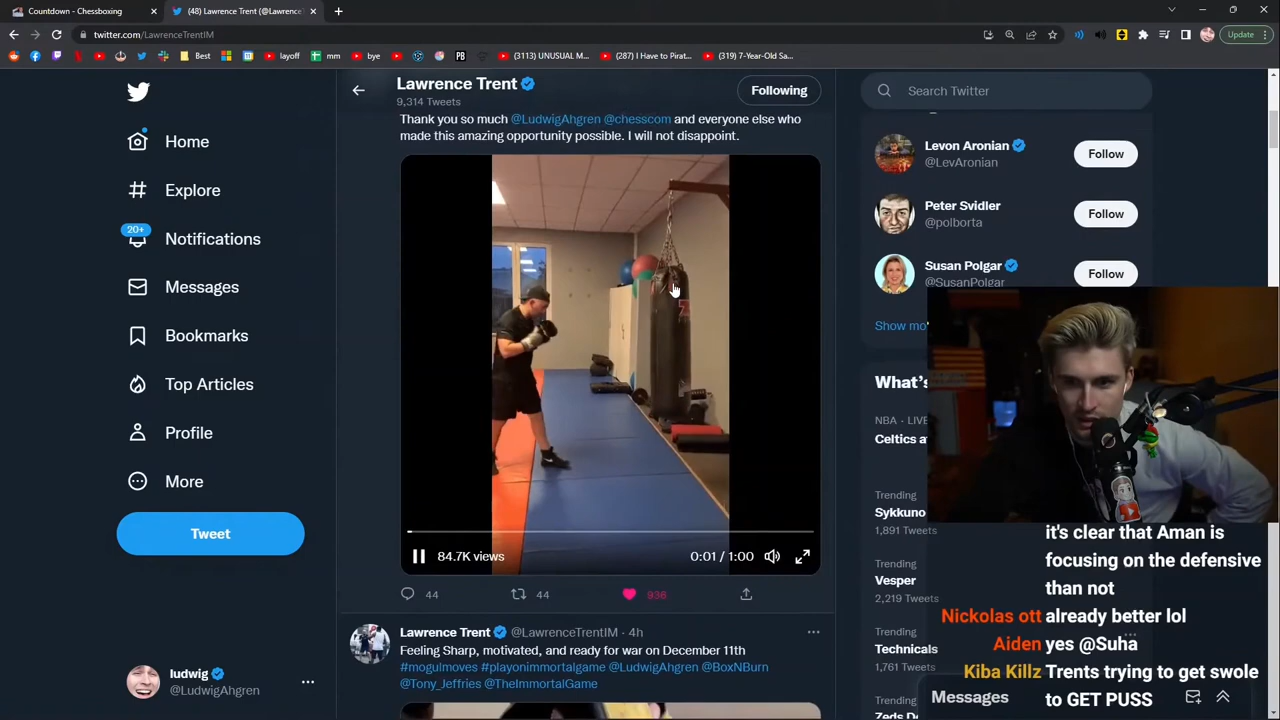 Countdown - Chessboxing
(48) Lawrence Trent (@Lawrence
twitter.com/LawrenceTrentIM
Update
Best
layoff
mm
bye
PB
(3113) UNUSUAL M...
(287) I Have to Pirat...
(319) 7-Year-Old Sa...
Home
Explore
20+
Notifications
Messages
Bookmarks
Top Articles
Profile
More
Tweet
ludwig
@LudwigAhgren
Lawrence Trent
9,314 Tweets
Following
Thank you so much @LudwigAhgren @chesscom and everyone else who
made this amazing opportunity possible. I will not disappoint.
84.7K views
0:01 / 1:00
44
44
936
Lawrence Trent @LawrenceTrentIM · 4h
Feeling Sharp, motivated, and ready for war on December 11th
#mogulmoves #playonimmortalgame @LudwigAhgren @BoxNBurn
@Tony_Jeffries @TheImmortalGame
Search Twitter
Levon Aronian
@LevAronian
Follow
Peter Svidler
@polborta
Follow
Susan Polgar
@SusanPolgar
Follow
Show mo
What's
NBA · LIV
Celtics a
Trending
Sykkuno
1,891 Tweets
Trending
Vesper
2,219 Tweets
Trending
Technicals
1,761 Tweets
Trending
Zeds De
it's clear that Aman is
focusing on the defensive
than not
Nickolas ott already better lol
Aiden yes @Suha
Kiba Killz Trents trying to get swole
to GET PUSS
Messages